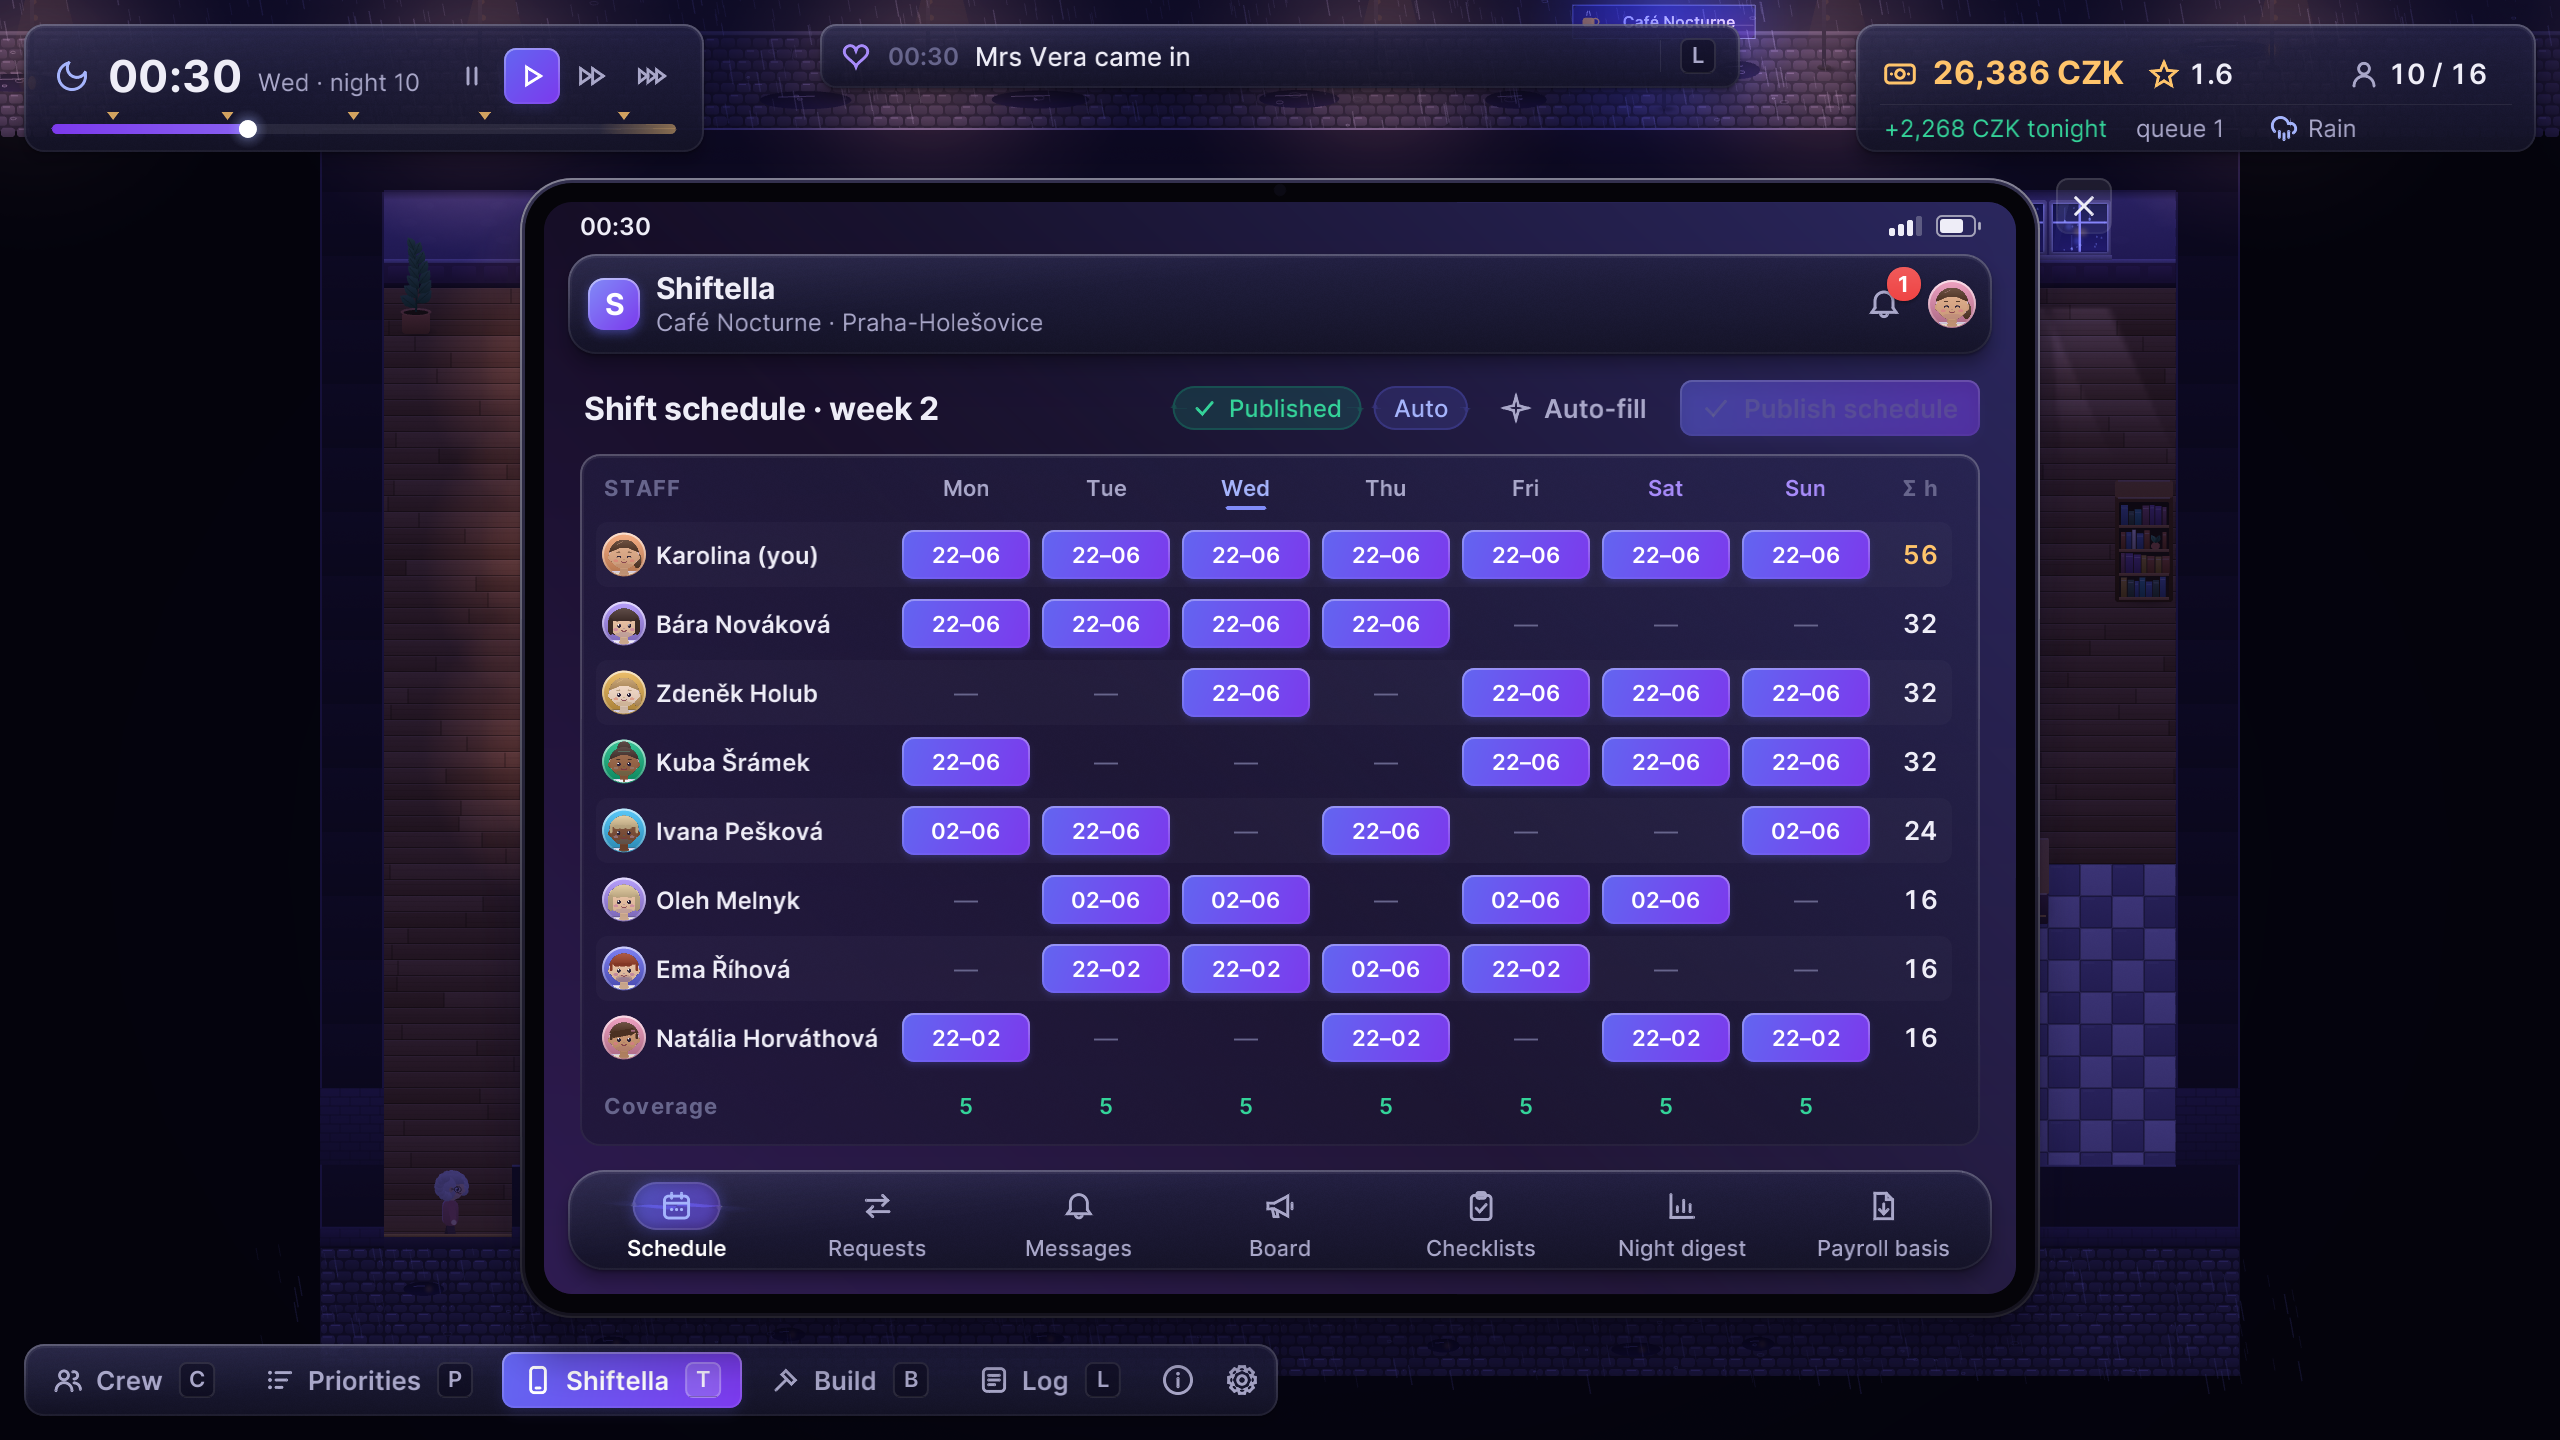 Café Nocturne
00:30 Wed · night 10
00:30 Mrs Vera came in L
26,386 CZK 1.6 10 / 16
+2,268 CZK tonight queue 1 Rain
00:30
S Shiftella
Café Nocturne · Praha-Holešovice
1
Shift schedule · week 2 Published Auto Auto-fill Publish schedule
STAFF Mon Tue Wed Thu Fri Sat Sun Σ h
Karolina (you) 22–06 22–06 22–06 22–06 22–06 22–06 22–06 56
Bára Nováková 22–06 22–06 22–06 22–06 — — — 32
Zdeněk Holub — — 22–06 — 22–06 22–06 22–06 32
Kuba Šrámek 22–06 — — — 22–06 22–06 22–06 32
Ivana Pešková 02–06 22–06 — 22–06 — — 02–06 24
Oleh Melnyk — 02–06 02–06 — 02–06 02–06 — 16
Ema Říhová — 22–02 22–02 02–06 22–02 — — 16
Natália Horváthová 22–02 — — 22–02 — 22–02 22–02 16
Coverage 5 5 5 5 5 5 5
Schedule Requests Messages Board Checklists Night digest Payroll basis
Crew C Priorities P Shiftella T Build B Log L